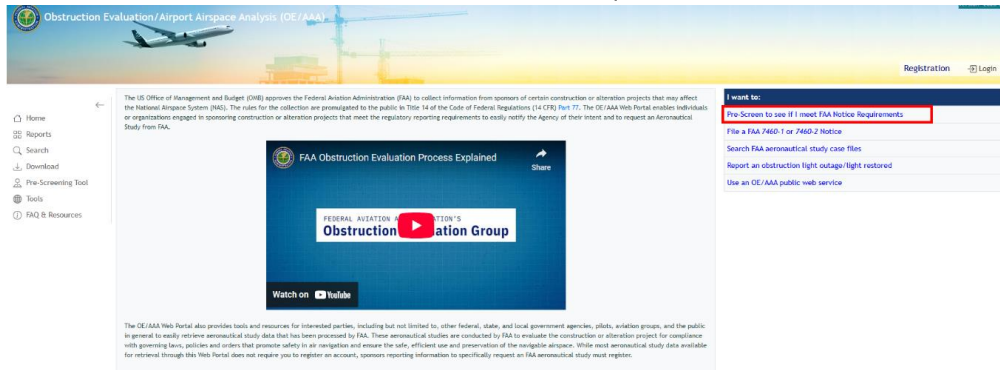 Obstruction Evaluation/Airport Airspace Analysis (OE/AAA)
Registration
Login
Home
Reports
Search
Download
Pre-Screening Tool
Tools
FAQ & Resources
The US Office of Management and Budget (OMB) approves the Federal Aviation Administration (FAA) to collect information from sponsors of certain construction or alteration projects that may affect
the National Airspace System (NAS). The rules for the collection are promulgated to the public in Title 14 of the Code of Federal Regulations (14 CFR) Part 77. The OE/AAA Web Portal enables individuals
or organizations engaged in sponsoring construction or alteration projects that meet the regulatory reporting requirements to easily notify the Agency of their intent and to request an Aeronautical
Study from FAA.
FAA Obstruction Evaluation Process Explained
Share
FEDERAL AVIATION A TION'S
Obstruction ation Group
Watch on YouTube
The OE/AAA Web Portal also provides tools and resources for interested parties, including but not limited to, other federal, state, and local government agencies, pilots, aviation groups, and the public
in general to easily retrieve aeronautical study data that has been processed by FAA. These aeronautical studies are conducted by FAA to evaluate the construction or alteration project for compliance
with governing laws, policies and orders that promote safety in air navigation and ensure the safe, efficient use and preservation of the navigable airspace. While most aeronautical study data available
for retrieval through this Web Portal does not require you to register an account, sponsors reporting information to specifically request an FAA aeronautical study must register.
I want to:
Pre-Screen to see if I meet FAA Notice Requirements
File a FAA 7460-1 or 7460-2 Notice
Search FAA aeronautical study case files
Report an obstruction light outage/light restored
Use an OE/AAA public web service